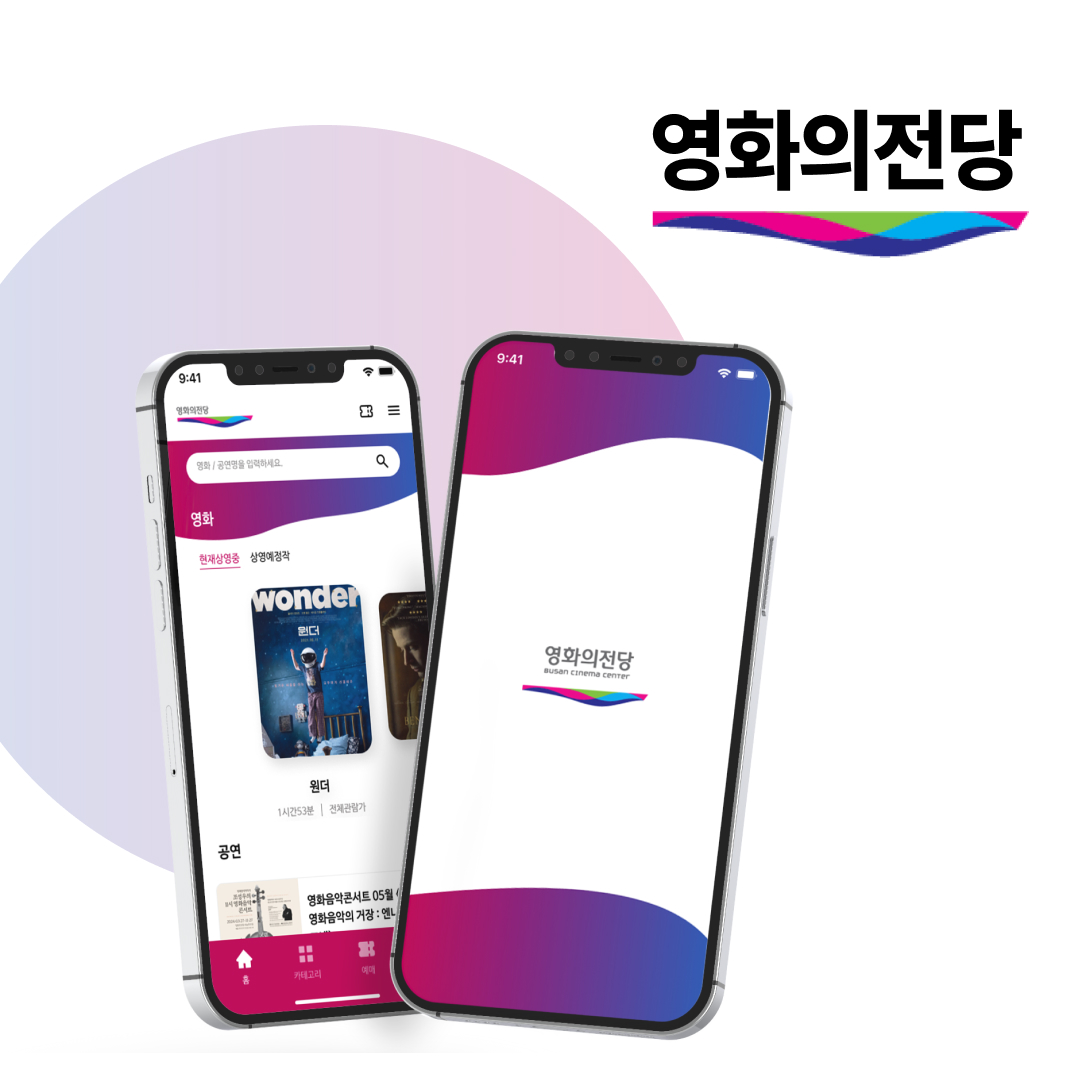 영화의전당
9:41
영화의전당
영화 / 공연명을 입력하세요.
영화
현재상영중 상영예정작
wonder
원더
원더
1시간53분 | 전체관람가
공연
영화음악콘서트 05월
영화음악의 거장 : 엔니
홈
카테고리
예매
9:41
영화의전당
BUSAN CINEMA CENTER